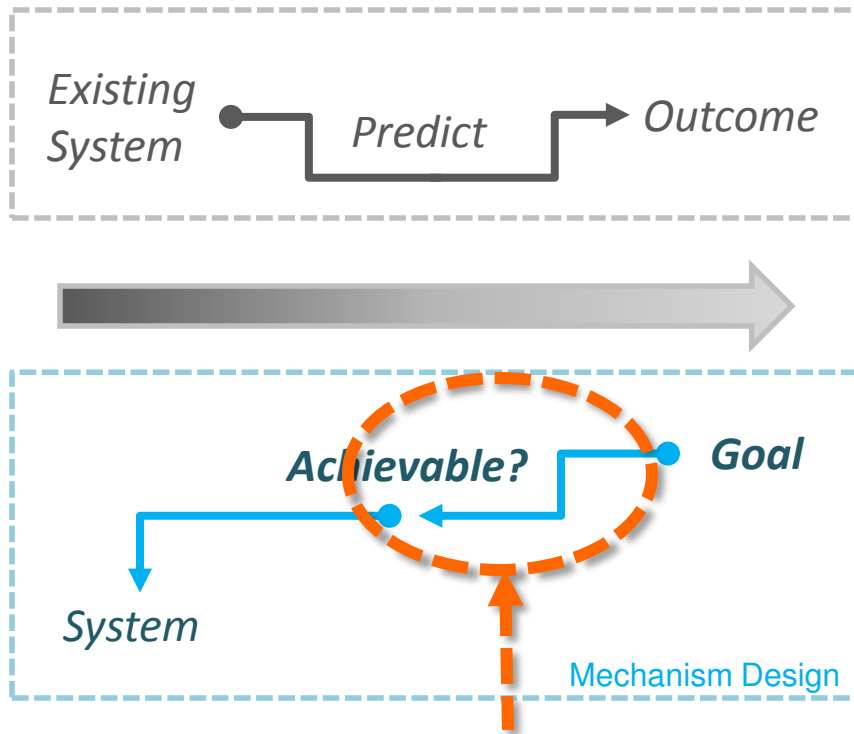 Existing
System
Predict
Outcome
Achievable?
Goal
System
Mechanism Design